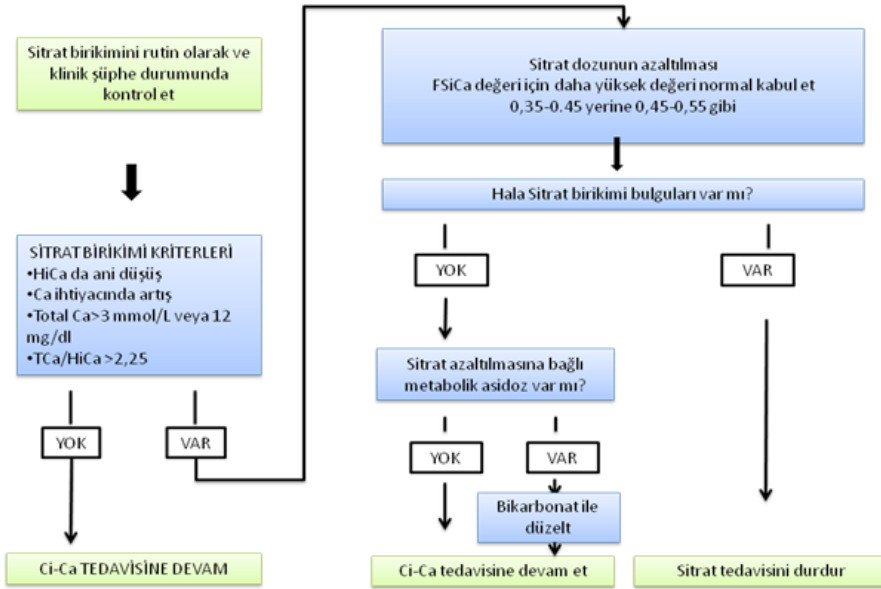 Sitrat birikimini rutin olarak ve
klinik şüphe durumunda
kontrol et
SİTRAT BİRİKİMİ KRİTERLERİ
•HiCa da ani düşüş
•Ca ihtiyacında artış
•Total Ca>3 mmol/L veya 12
mg/dl
•TCa/HiCa >2,25
YOK
VAR
Ci-Ca TEDAVİSİNE DEVAM
Sitrat dozunun azaltılması
FSiCa değeri için daha yüksek değeri normal kabul et
0,35-0.45 yerine 0,45-0,55 gibi
Hala Sitrat birikimi bulguları var mı?
YOK
VAR
Sitrat azaltılmasına bağlı
metabolik asidoz var mı?
YOK
VAR
Bikarbonat ile
düzelt
Ci-Ca tedavisine devam et
Sitrat tedavisini durdur